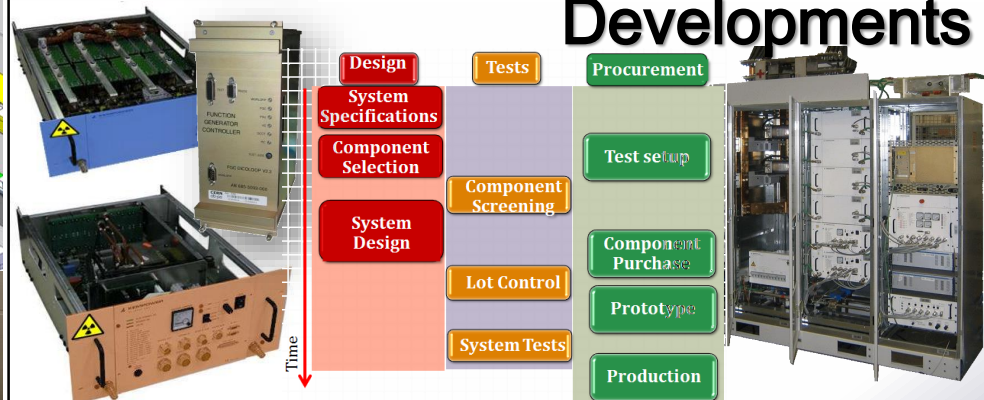 Developments
Design
Tests
Procurement
System
Specifications
Component
Selection
Test setup
Component
Screening
System
Design
Component
Purchase
Lot Control
Prototype
System Tests
Production
Time
FUNCTION
GENERATOR
CONTROLLER